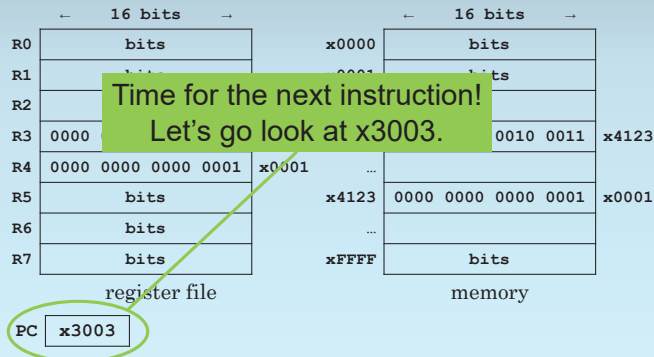 ← 16 bits → ← 16 bits →
R0 bits x0000 bits
R1 bits
R2
Time for the next instruction!
Let's go look at x3003.
R3 0000 0010 0011 x4123
R4 0000 0000 0000 0001 x0001 …
R5 bits x4123 0000 0000 0000 0001 x0001
R6 bits …
R7 bits xFFFF bits
register file memory
PC x3003